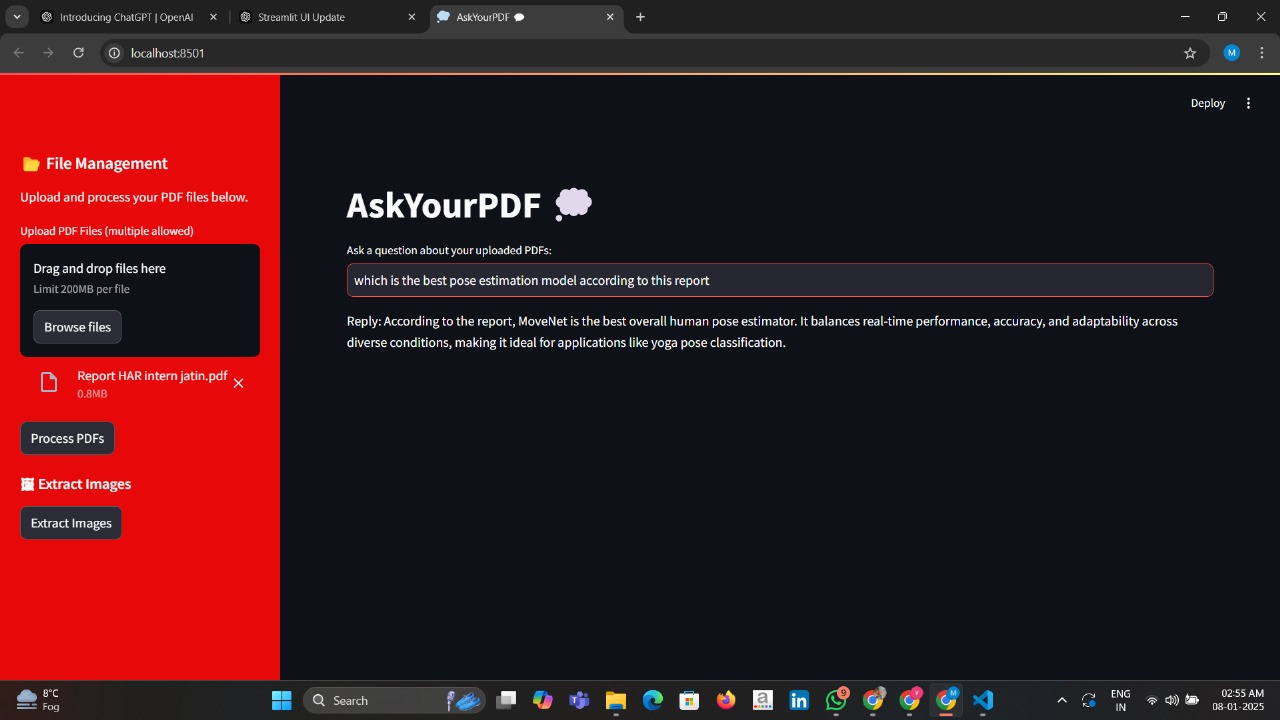 Introducing ChatGPT | OpenAI
Streamlit UI Update
AskYourPDF
localhost:8501
M
Deploy
File Management
Upload and process your PDF files below.
Upload PDF Files (multiple allowed)
Drag and drop files here
Limit 200MB per file
Browse files
Report HAR intern jatin.pdf
0.8MB
Process PDFs
Extract Images
Extract Images
AskYourPDF
Ask a question about your uploaded PDFs:
which is the best pose estimation model according to this report
Reply: According to the report, MoveNet is the best overall human pose estimator. It balances real-time performance, accuracy, and adaptability across
diverse conditions, making it ideal for applications like yoga pose classification.
8°C
Fog
Search
9
ENG
IN
02:55 AM
08-01-2025